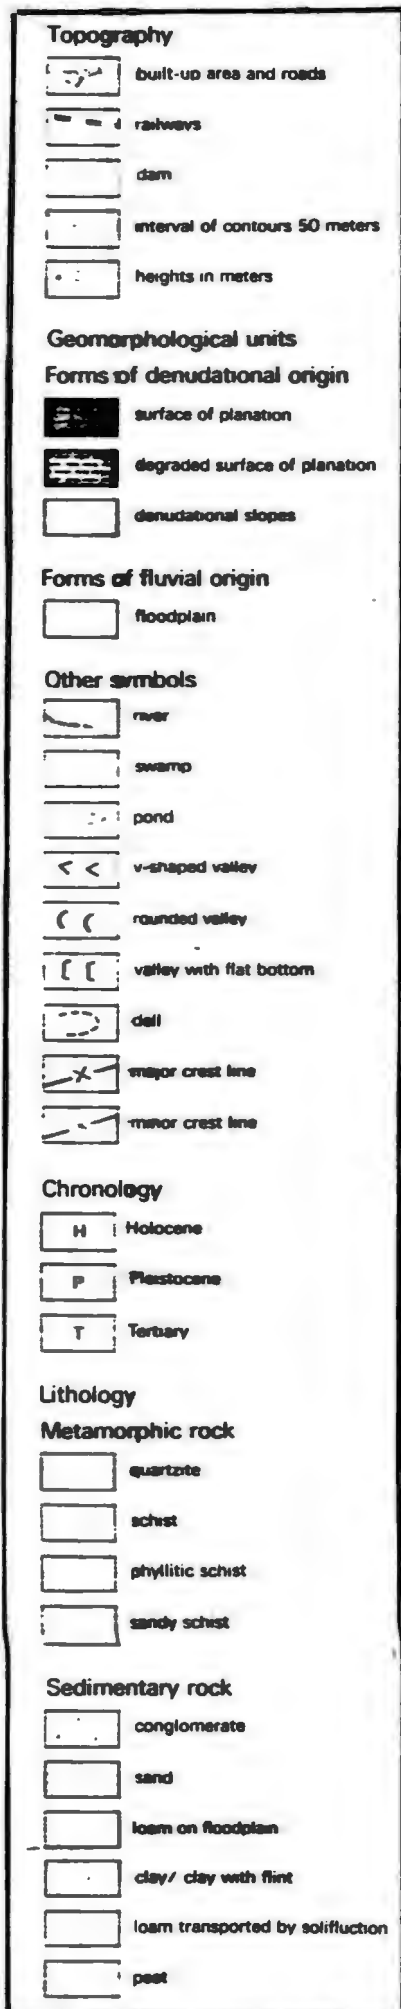 Topography
built-up area and roads
railways
dam
interval of contours 50 meters
heights in meters
Geomorphological units
Forms of denudational origin
surface of planation
degraded surface of planation
denudational slopes
Forms of fluvial origin
floodplain
Other symbols
river
swamp
pond
v-shaped valley
rounded valley
valley with flat bottom
dell
major crest line
minor crest line
Chronology
H Holocene
P Pleistocene
T Tertiary
Lithology
Metamorphic rock
quartzite
schist
phyllitic schist
sandy schist
Sedimentary rock
conglomerate
sand
loam on floodplain
clay/ clay with flint
loam transported by solifluction
peat